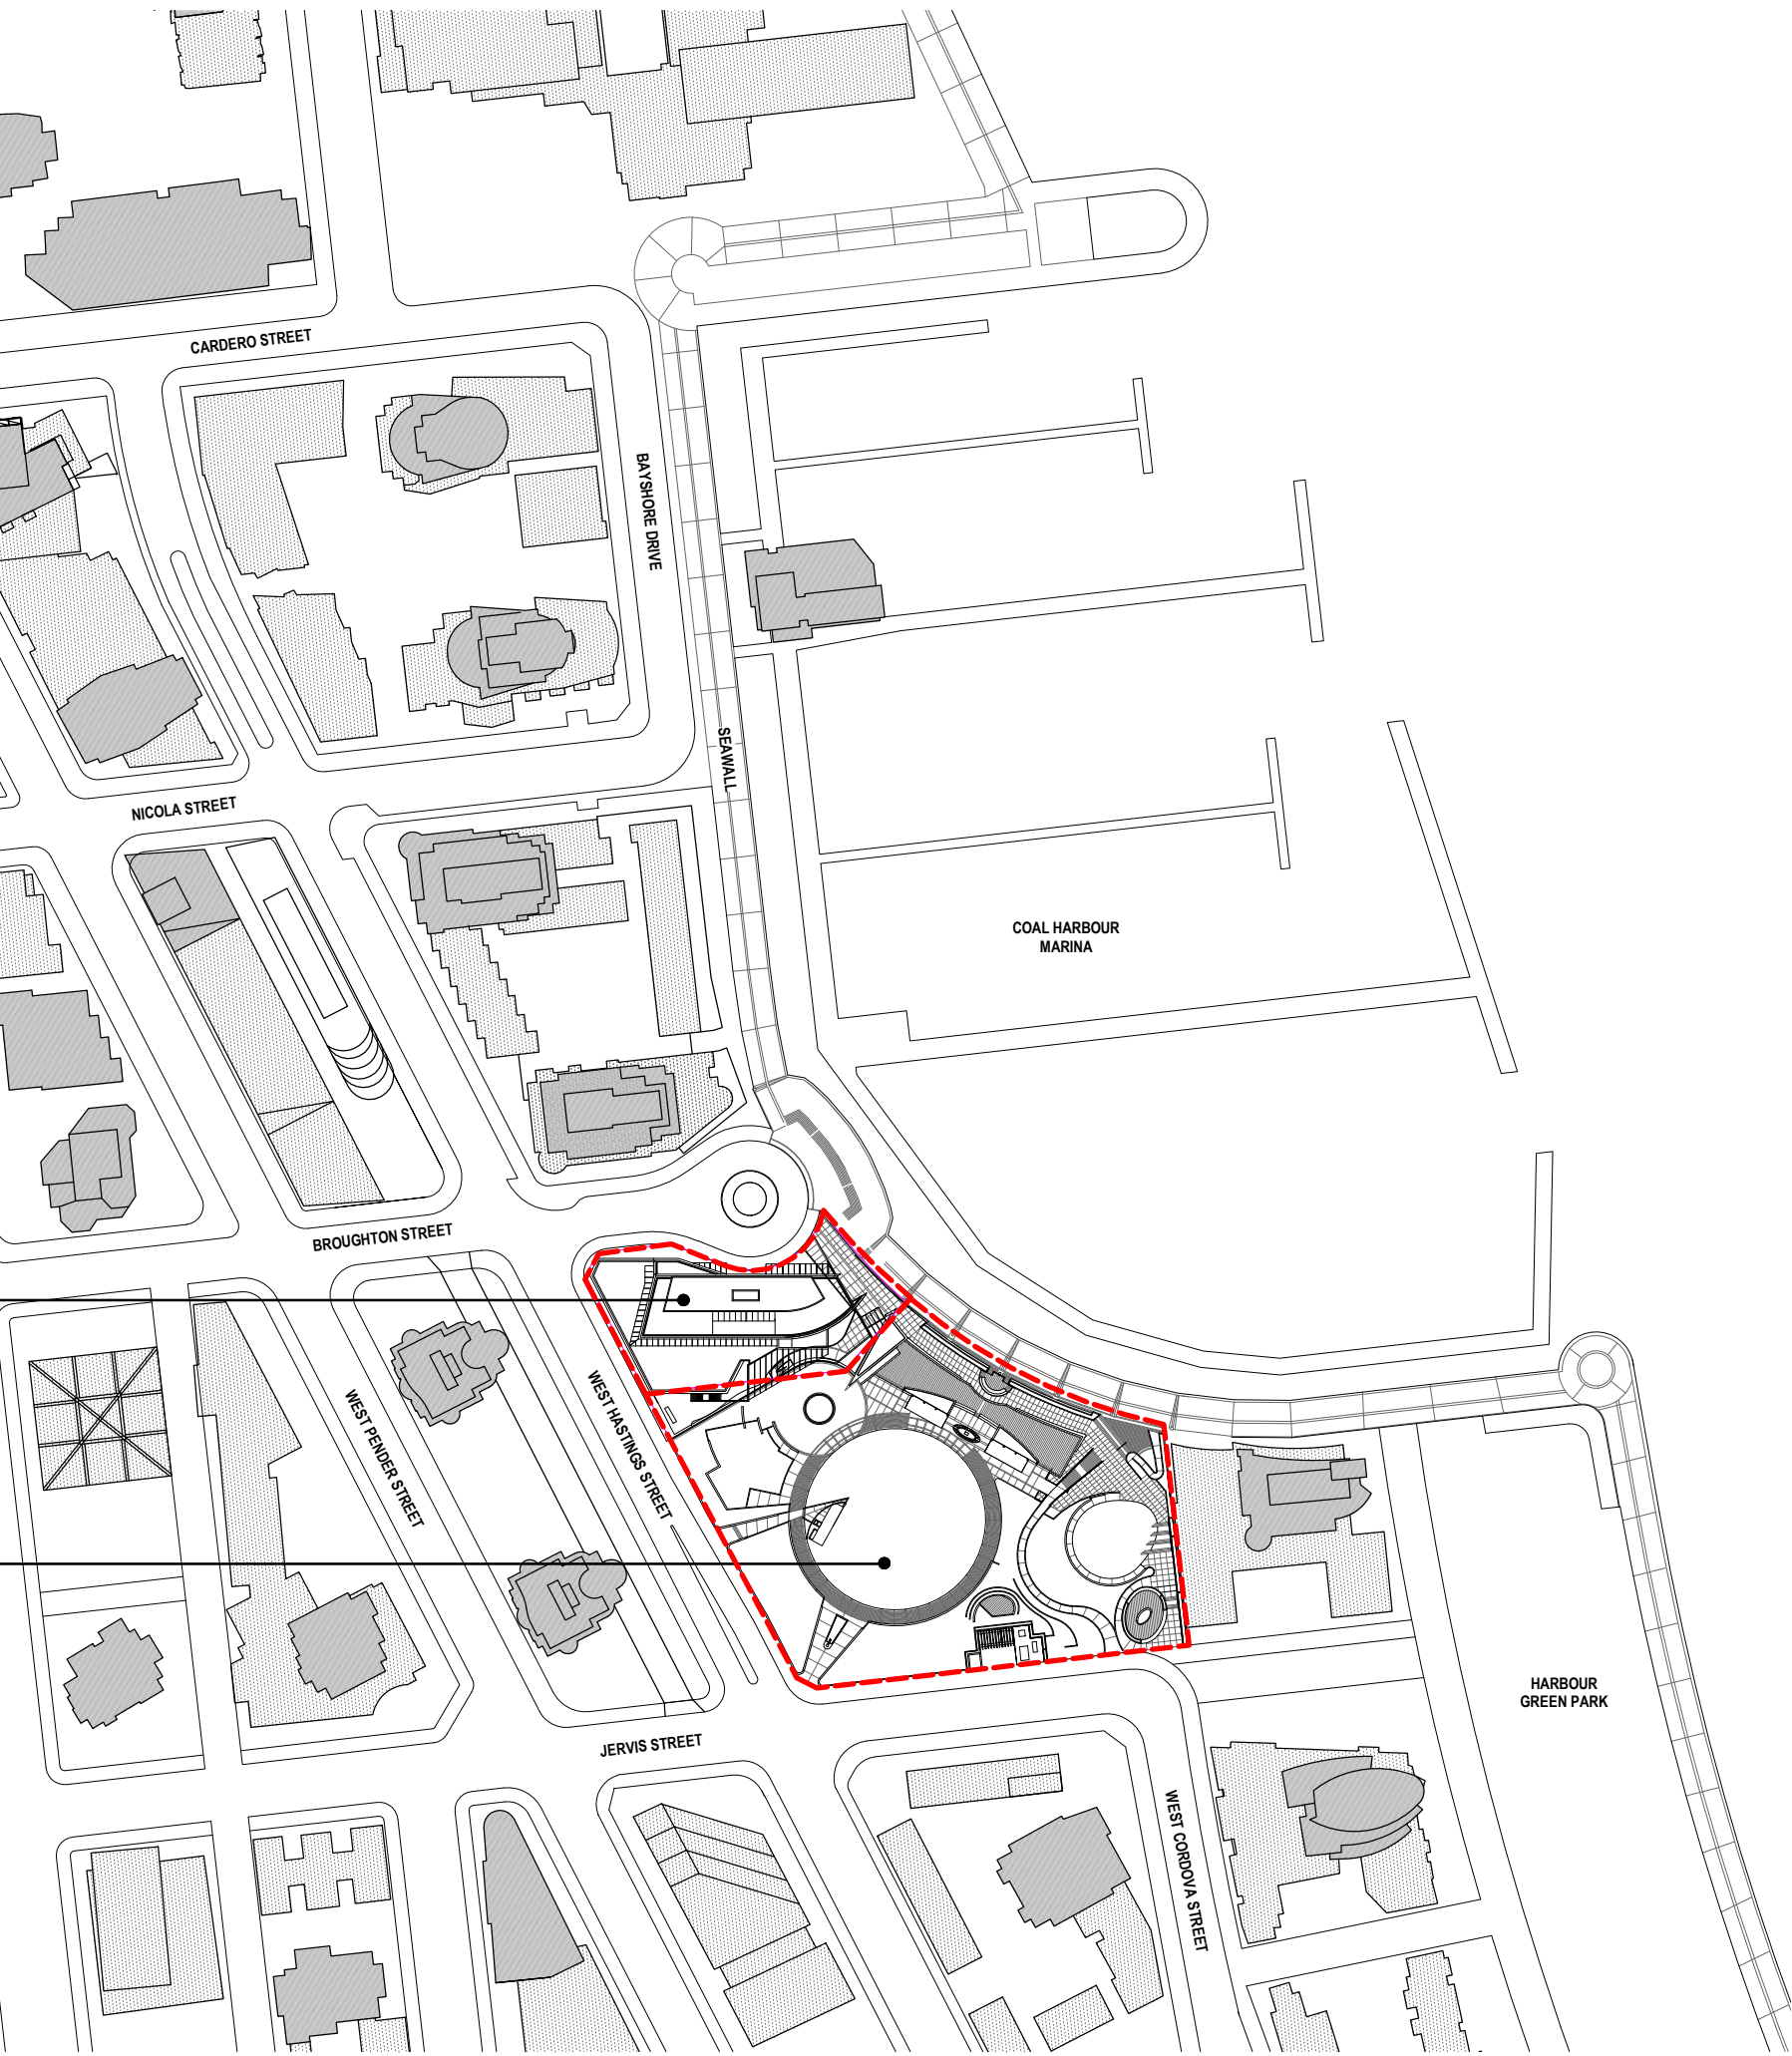 CARDERO STREET
BAYSHORE DRIVE
SEAWALL
NICOLA STREET
COAL HARBOUR
MARINA
BROUGHTON STREET
WEST PENDER STREET
WEST HASTINGS STREET
HARBOUR
GREEN PARK
JERVIS STREET
WEST CORDOVA STREET